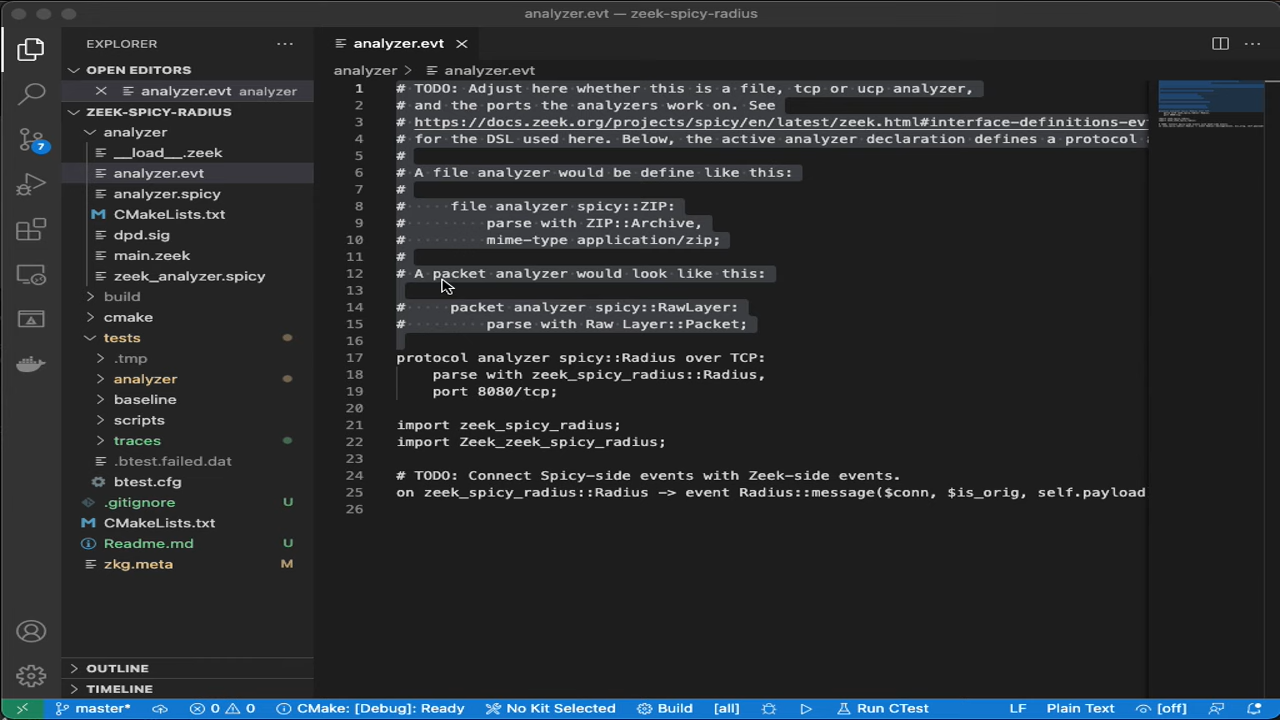 analyzer.evt — zeek-spicy-radius
EXPLORER
OPEN EDITORS
analyzer.evt analyzer
ZEEK-SPICY-RADIUS
analyzer
__load__.zeek
analyzer.evt
analyzer.spicy
CMakeLists.txt
dpd.sig
main.zeek
zeek_analyzer.spicy
build
cmake
tests
.tmp
analyzer
baseline
scripts
traces
.btest.failed.dat
btest.cfg
.gitignore U
CMakeLists.txt
Readme.md U
zkg.meta M
OUTLINE
TIMELINE
7
analyzer.evt
analyzer > analyzer.evt
1 # TODO: Adjust here whether this is a file, tcp or ucp analyzer,
2 # and the ports the analyzers work on. See
3 # https://docs.zeek.org/projects/spicy/en/latest/zeek.html#interface-definitions-ev
4 # for the DSL used here. Below, the active analyzer declaration defines a protocol
5 #
6 # A file analyzer would be define like this:
7 #
8 # file analyzer spicy::ZIP:
9 # parse with ZIP::Archive,
10 # mime-type application/zip;
11 #
12 # A packet analyzer would look like this:
13
14 # packet analyzer spicy::RawLayer:
15 # parse with Raw Layer::Packet;
16
17 protocol analyzer spicy::Radius over TCP:
18 parse with zeek_spicy_radius::Radius,
19 port 8080/tcp;
20
21 import zeek_spicy_radius;
22 import Zeek_zeek_spicy_radius;
23
24 # TODO: Connect Spicy-side events with Zeek-side events.
25 on zeek_spicy_radius::Radius -> event Radius::message($conn, $is_orig, self.payload
26
master* 0 0 CMake: [Debug]: Ready No Kit Selected Build [all] Run CTest LF Plain Text [off]